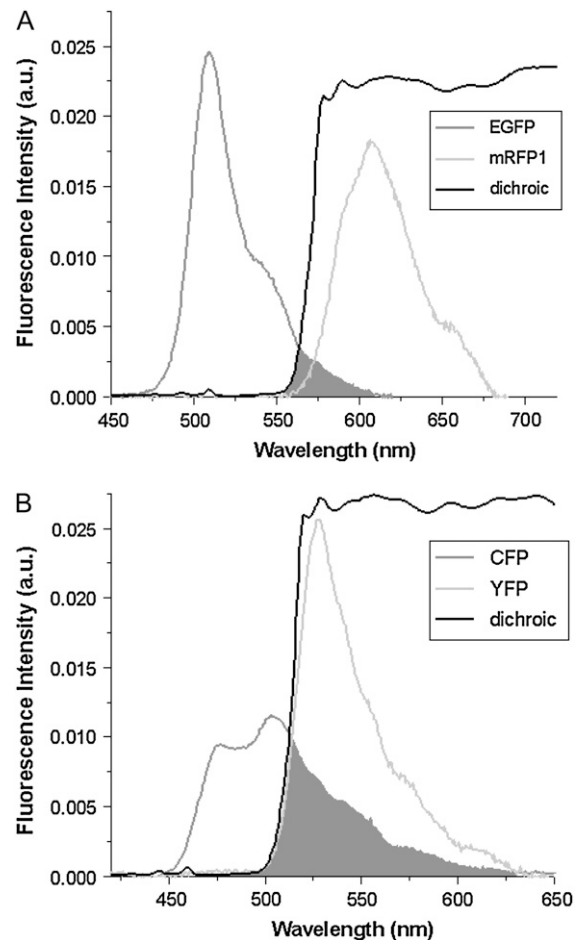 A
Fluorescence Intensity (a.u.)
0.025
0.020
0.015
0.010
0.005
0.000
EGFP
mRFP1
dichroic
450 500 550 600 650 700
Wavelength (nm)
B
Fluorescence Intensity (a.u.)
0.025
0.020
0.015
0.010
0.005
0.000
CFP
YFP
dichroic
450 500 550 600 650
Wavelength (nm)